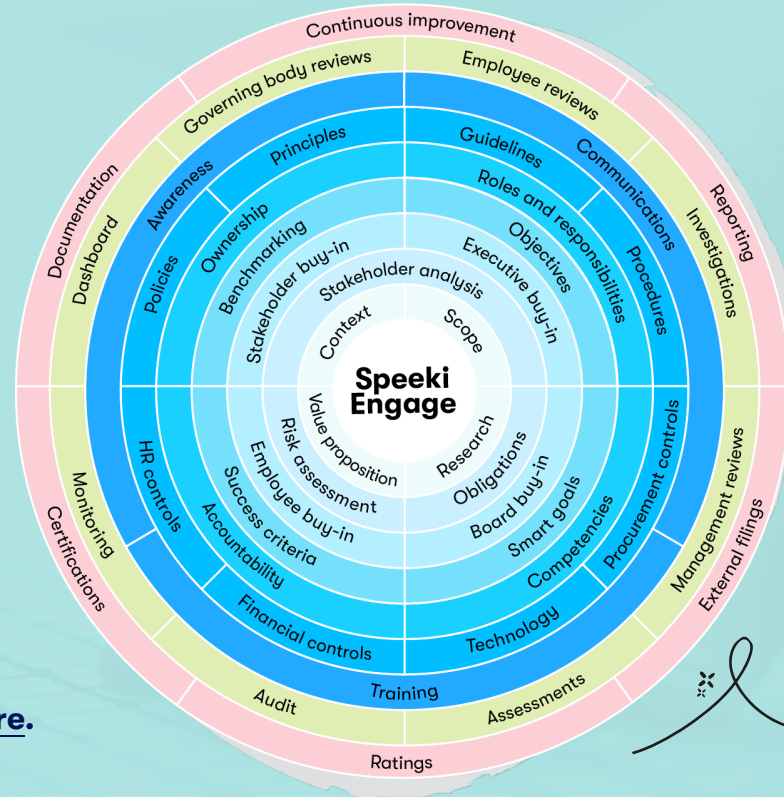 Continuous improvement
Reporting
External filings
Ratings
Certifications
Documentation
Governing body reviews
Employee reviews
Investigations
Management reviews
Assessments
Audit
Monitoring
Dashboard
Awareness
Communications
Training
Principles
Guidelines
Procedures
Procurement controls
Technology
Financial controls
HR controls
Policies
Ownership
Roles and responsibilities
Competencies
Accountability
Benchmarking
Objectives
Smart goals
Success criteria
Stakeholder buy-in
Executive buy-in
Board buy-in
Employee buy-in
Stakeholder analysis
Obligations
Risk assessment
Context
Scope
Research
Value proposition
Speeki
Engage
re.